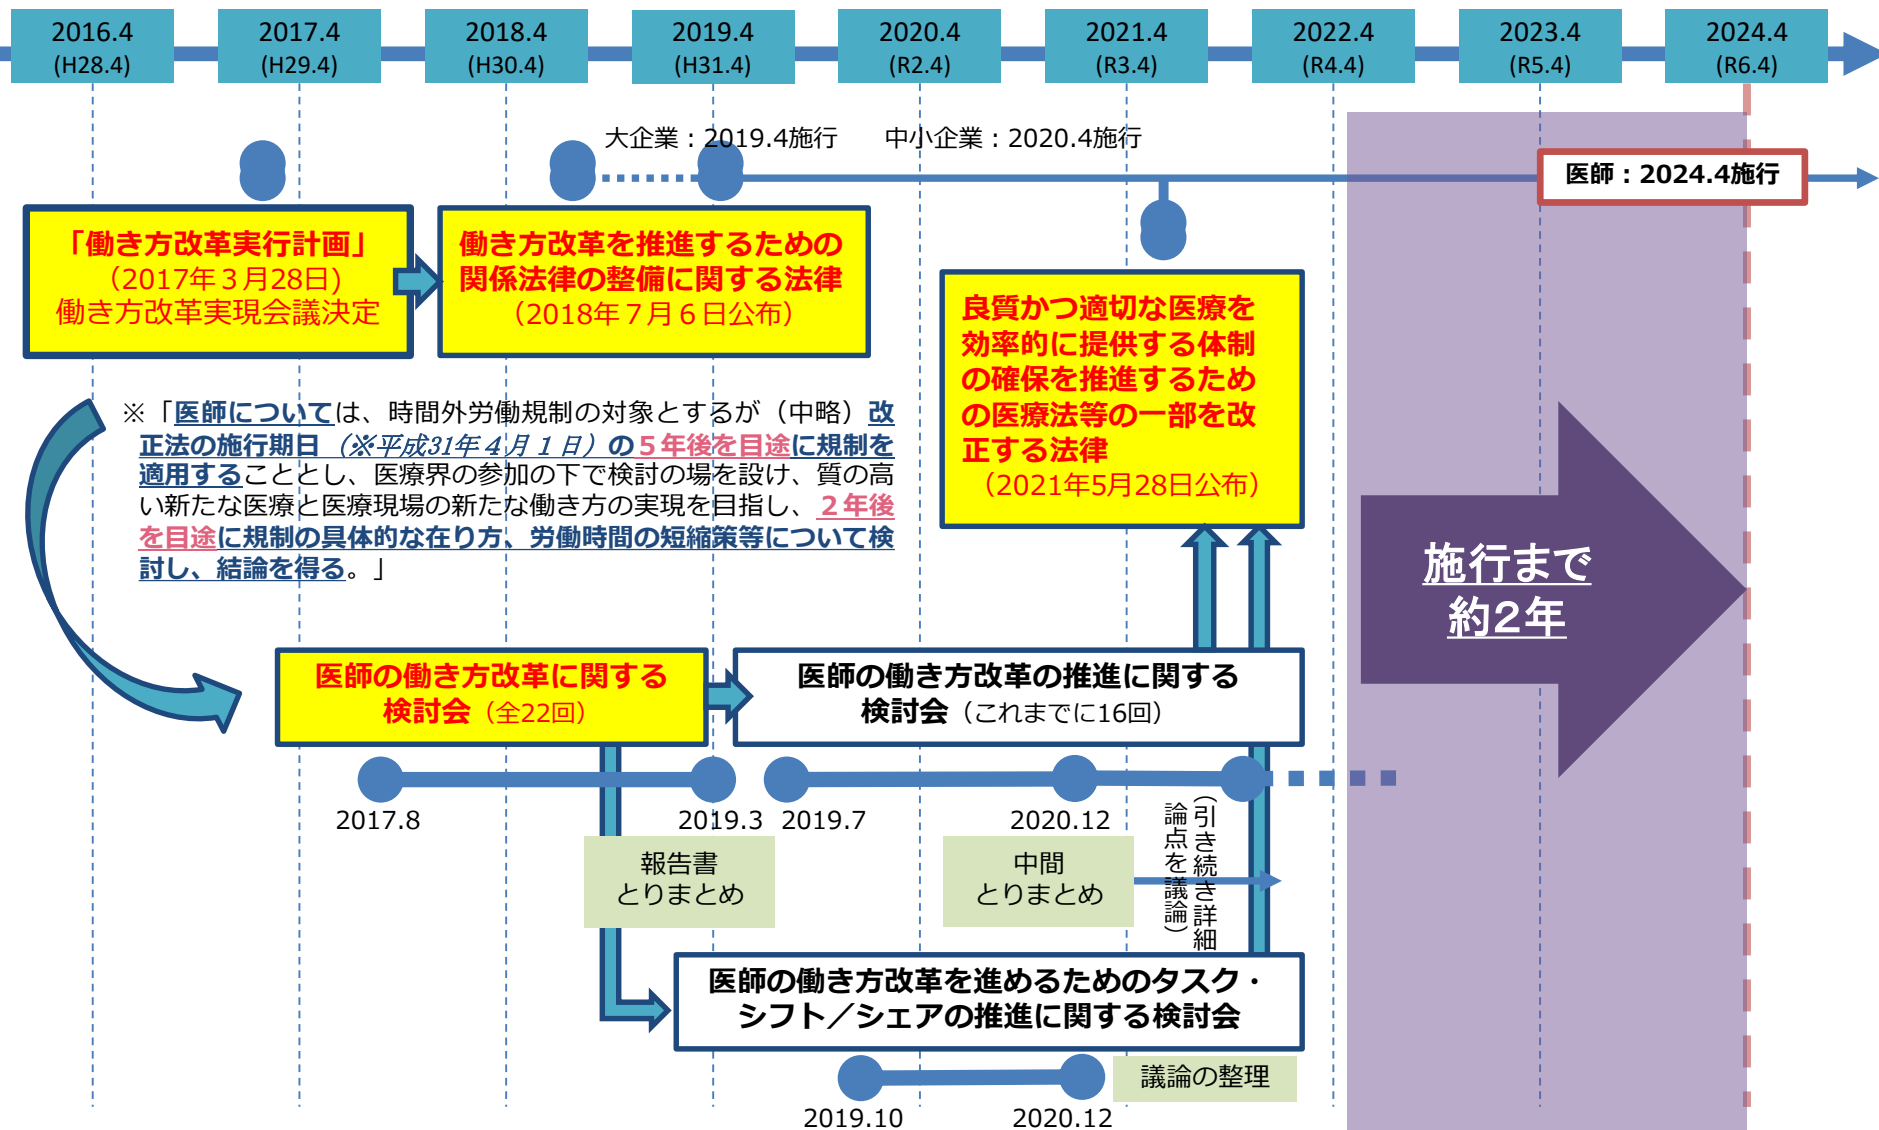 2016.4
(H28.4)
2017.4
(H29.4)
2018.4
(H30.4)
2019.4
(H31.4)
2020.4
(R2.4)
2021.4
(R3.4)
2022.4
(R4.4)
2023.4
(R5.4)
2024.4
(R6.4)
大企業：2019.4施行
中小企業：2020.4施行
医師：2024.4施行
「働き方改革実行計画」
（2017年３月28日)
働き方改革実現会議決定
働き方改革を推進するための
関係法律の整備に関する法律
（2018年７月６日公布）
良質かつ適切な医療を
効率的に提供する体制
の確保を推進するため
の医療法等の一部を改
正する法律
（2021年5月28日公布）
※「医師については、時間外労働規制の対象とするが（中略）改
正法の施行期日（※平成31年４月１日）の５年後を目途に規制を
適用することとし、医療界の参加の下で検討の場を設け、質の高
い新たな医療と医療現場の新たな働き方の実現を目指し、２年後
を目途に規制の具体的な在り方、労働時間の短縮策等について検
討し、結論を得る。」
施行まで
約2年
医師の働き方改革に関する
検討会（全22回）
医師の働き方改革の推進に関する
検討会（これまでに16回）
2017.8
2019.3
2019.7
2020.12
報告書
とりまとめ
中間
とりまとめ
（引き続き詳細
論点を議論）
医師の働き方改革を進めるためのタスク・
シフト／シェアの推進に関する検討会
2019.10
2020.12
議論の整理